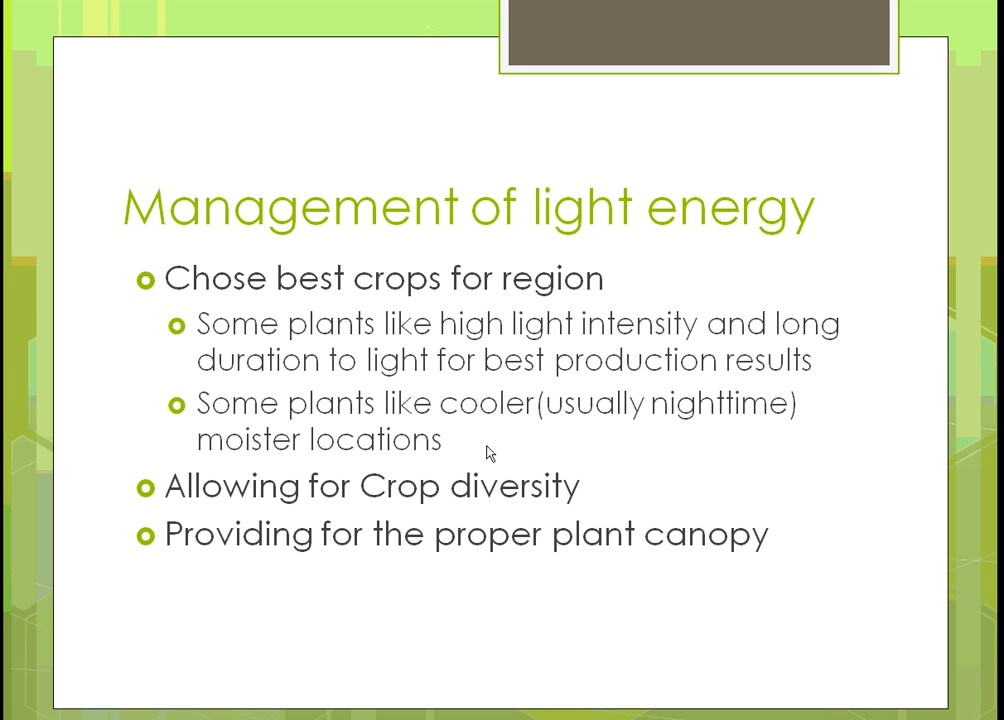 Management of light energy
Chose best crops for region
Some plants like high light intensity and long
duration to light for best production results
Some plants like cooler(usually nighttime)
moister locations
Allowing for Crop diversity
Providing for the proper plant canopy